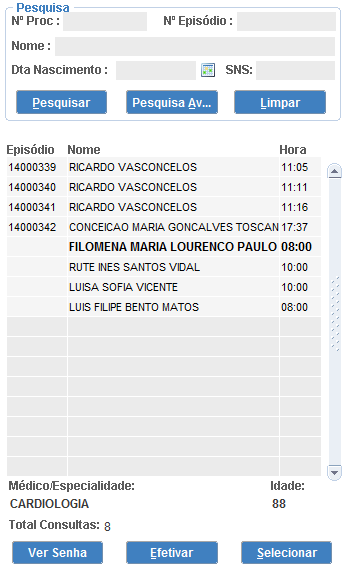 Pesquisa
Nº Proc : Nº Episódio :
Nome :
Dta Nascimento : SNS:
Pesquisar Pesquisa Av... Limpar
Episódio Nome Hora
14000339 RICARDO VASCONCELOS 11:05
14000340 RICARDO VASCONCELOS 11:11
14000341 RICARDO VASCONCELOS 11:16
14000342 CONCEICAO MARIA GONCALVES TOSCAN 17:37
FILOMENA MARIA LOURENCO PAULO 08:00
RUTE INES SANTOS VIDAL 10:00
LUISA SOFIA VICENTE 10:00
LUIS FILIPE BENTO MATOS 08:00
Médico/Especialidade: Idade:
CARDIOLOGIA 88
Total Consultas: 8
Ver Senha Efetivar Selecionar